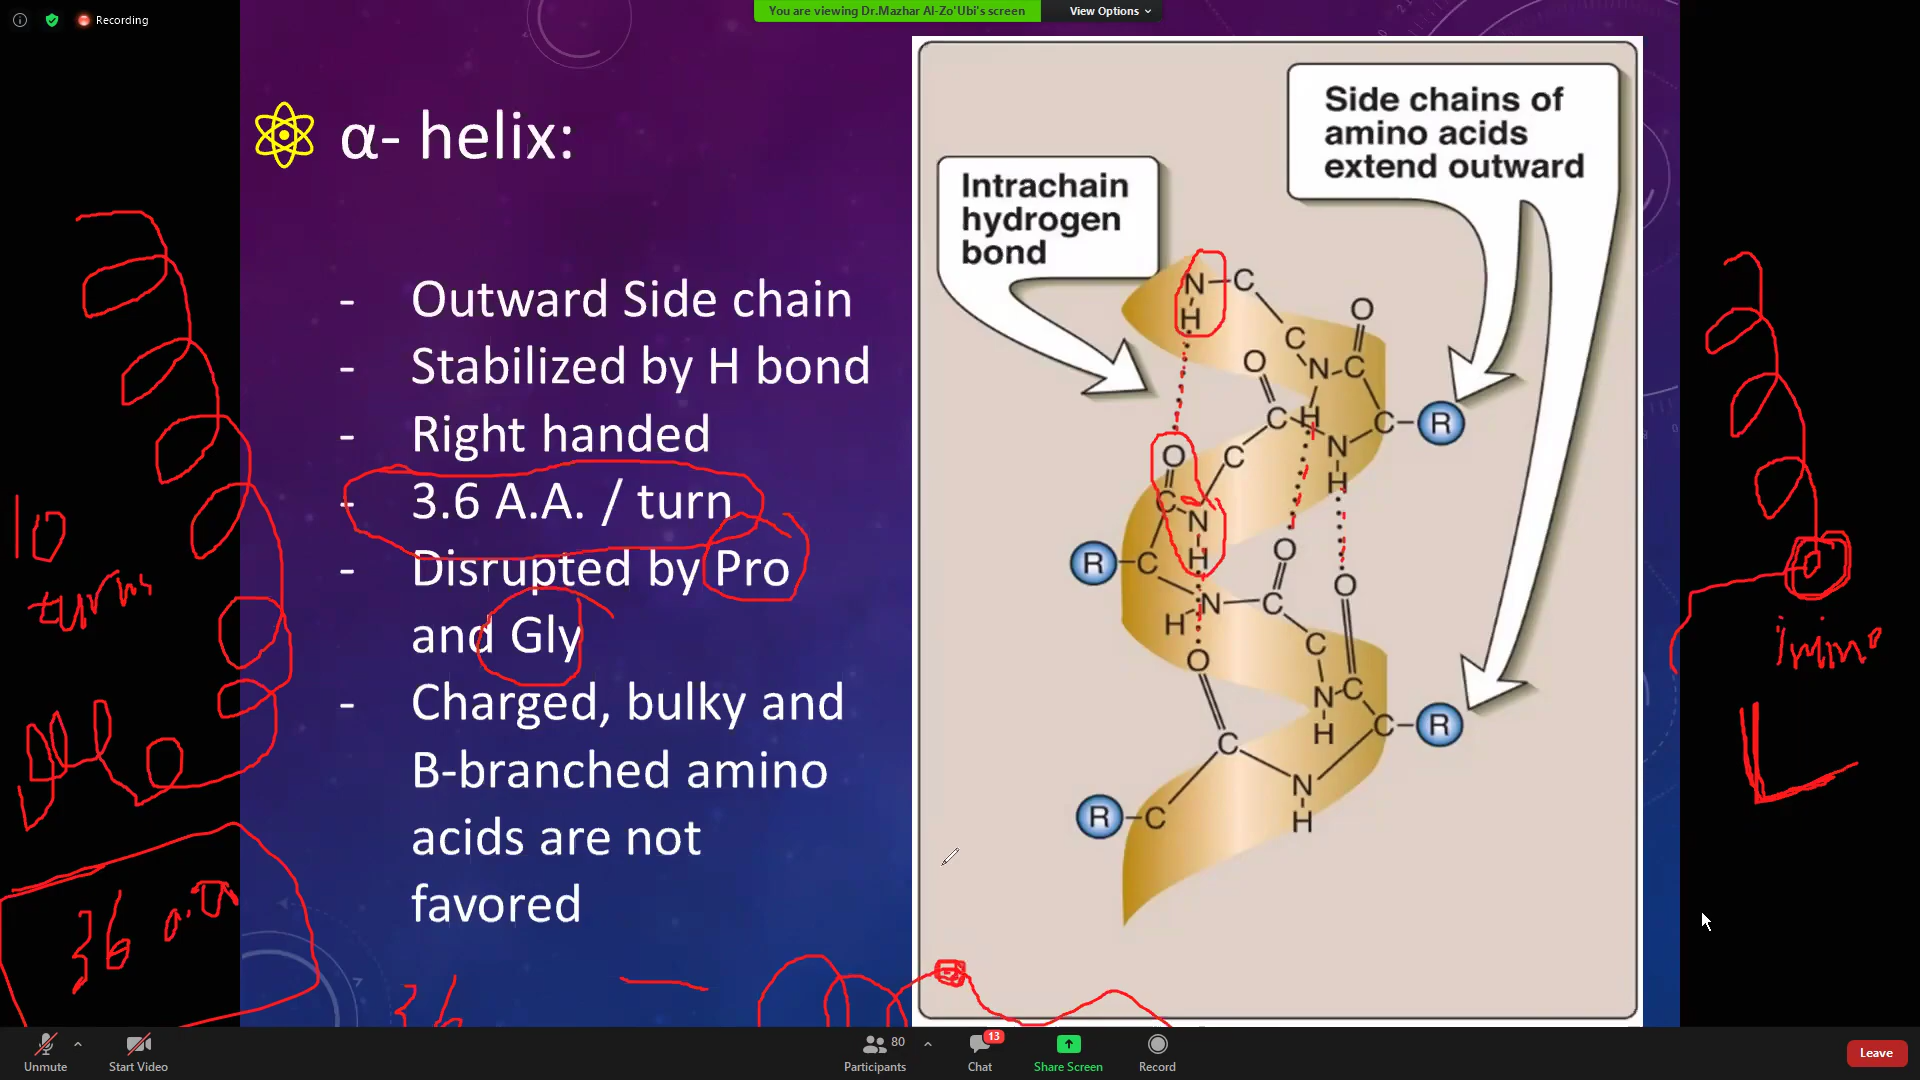 Recording
You are viewing Dr.Mazhar Al-Zo'Ubi's screen
View Options
α- helix:
- Outward Side chain
- Stabilized by H bond
- Right handed
- 3.6 A.A. / turn
- Disrupted by Pro
and Gly
- Charged, bulky and
B-branched amino
acids are not
favored
10
turns
36 a.a
36
Side chains of
amino acids
extend outward
Intrachain
hydrogen
bond
N C
H
O
C
O N C
H
C C R
N
O C H
C
N
R C H O
O
N C
H
C
O
N C
C R
H
C
N
R C H
imino
Unmute
Start Video
Participants
80
Chat
13
Share Screen
Record
Leave